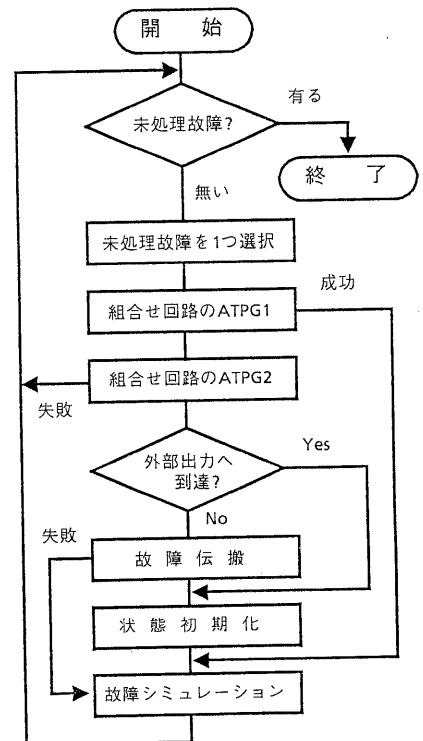 開 始
有る
未処理故障?
終 了
無い
未処理故障を1つ選択
成功
組合せ回路のATPG1
組合せ回路のATPG2
失敗
Yes
外部出力へ
到達?
No
失敗
故 障 伝 搬
状 態 初 期 化
故障シミュレーション